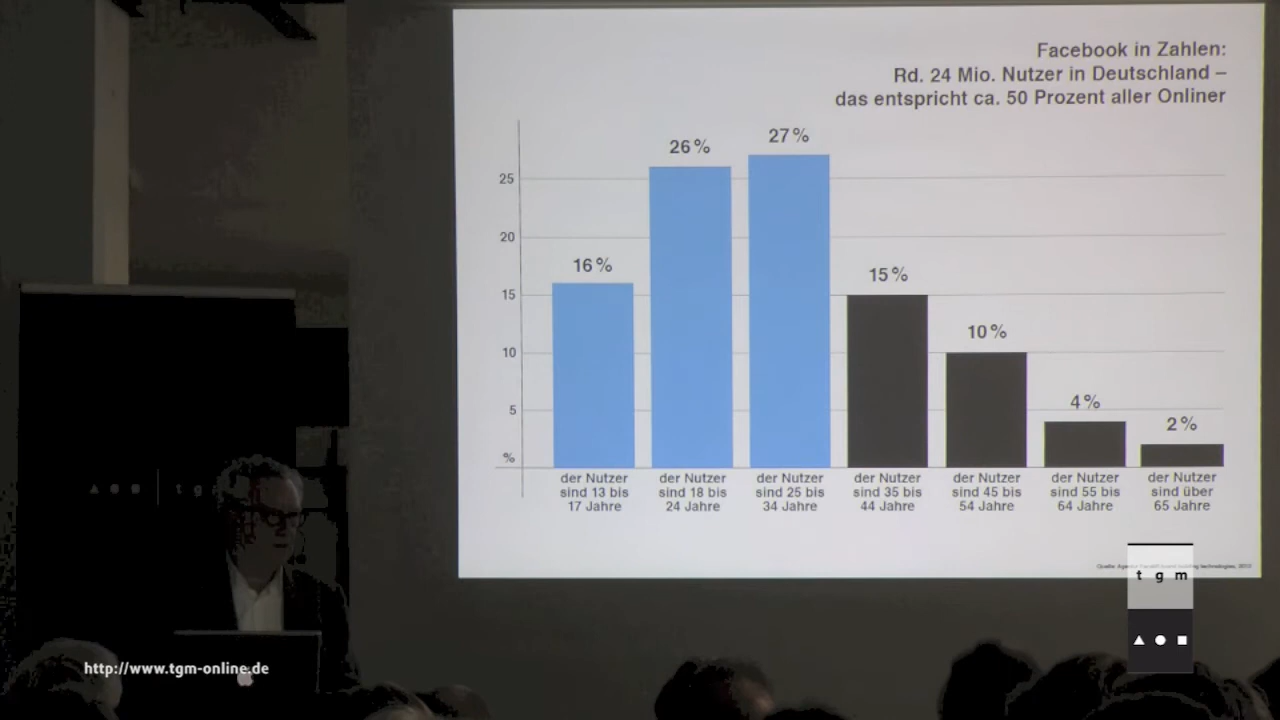 Facebook in Zahlen:
Rd. 24 Mio. Nutzer in Deutschland –
das entspricht ca. 50 Prozent aller Onliner
27 %
26 %
25
20
16 %
15 %
15
10 %
10
4 %
5
2 %
%
der Nutzer
sind 13 bis
17 Jahre
der Nutzer
sind 18 bis
24 Jahre
der Nutzer
sind 25 bis
34 Jahre
der Nutzer
sind 35 bis
44 Jahre
der Nutzer
sind 45 bis
54 Jahre
der Nutzer
sind 55 bis
64 Jahre
der Nutzer
sind über
65 Jahre
t g m
t g
http://www.tgm-online.de